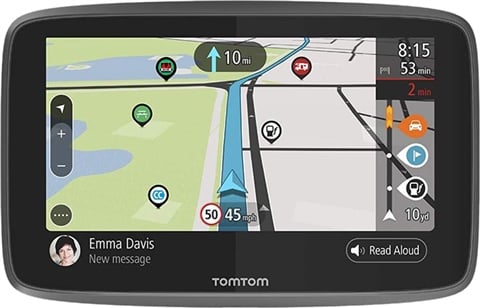 10 mi
8:15
53 min
2 min
+
−
CC
50
45 mph
10 yd
Emma Davis
New message
Read Aloud
TOMTOM